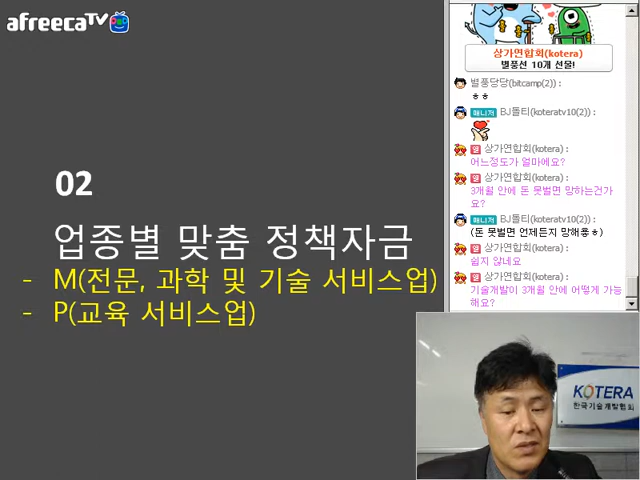 afreecaTV
02
업종별 맞춤 정책자금
- M(전문, 과학 및 기술 서비스업)
- P(교육 서비스업)
상가연합회(kotera)
별풍선 10개 선물!
별풍당당(bitcamp(2)) :
ㅎㅎ
매니저 BJ돌티(koteratv10(2)) :
열 상가연합회(kotera) :
어느정도가 얼마에요?
열 상가연합회(kotera) :
3개월 안에 돈 못벌면 망하는건가
요?
매니저 BJ돌티(koteratv10(2)) :
(돈 못벌면 언제든지 망해용ㅎ)
열 상가연합회(kotera) :
쉽지 않네요
열 상가연합회(kotera) :
기술개발이 3개월 안에 어떻게 가능
해요?
KOTERA
한국기술개발협회